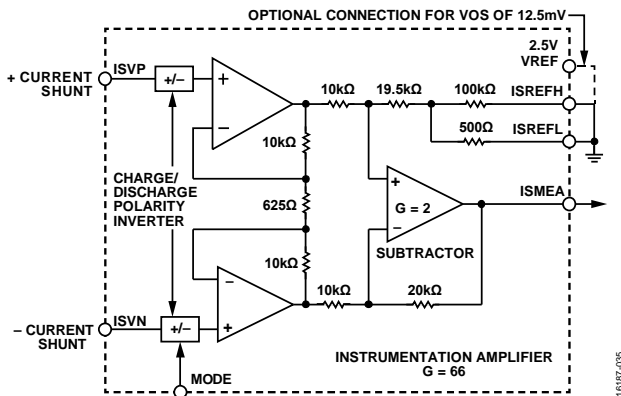 OPTIONAL CONNECTION FOR VOS OF 12.5mV
2.5V
VREF
ISVP
+/–
+ CURRENT
SHUNT
+
–
10kΩ
19.5kΩ
100kΩ
ISREFH
500Ω
ISREFL
10kΩ
CHARGE/
DISCHARGE
POLARITY
INVERTER
625Ω
+
G = 2
–
ISMEA
SUBTRACTOR
10kΩ
–
+
10kΩ
20kΩ
– CURRENT
SHUNT
ISVN
+/–
INSTRUMENTATION AMPLIFIER
G = 66
MODE
16187-035